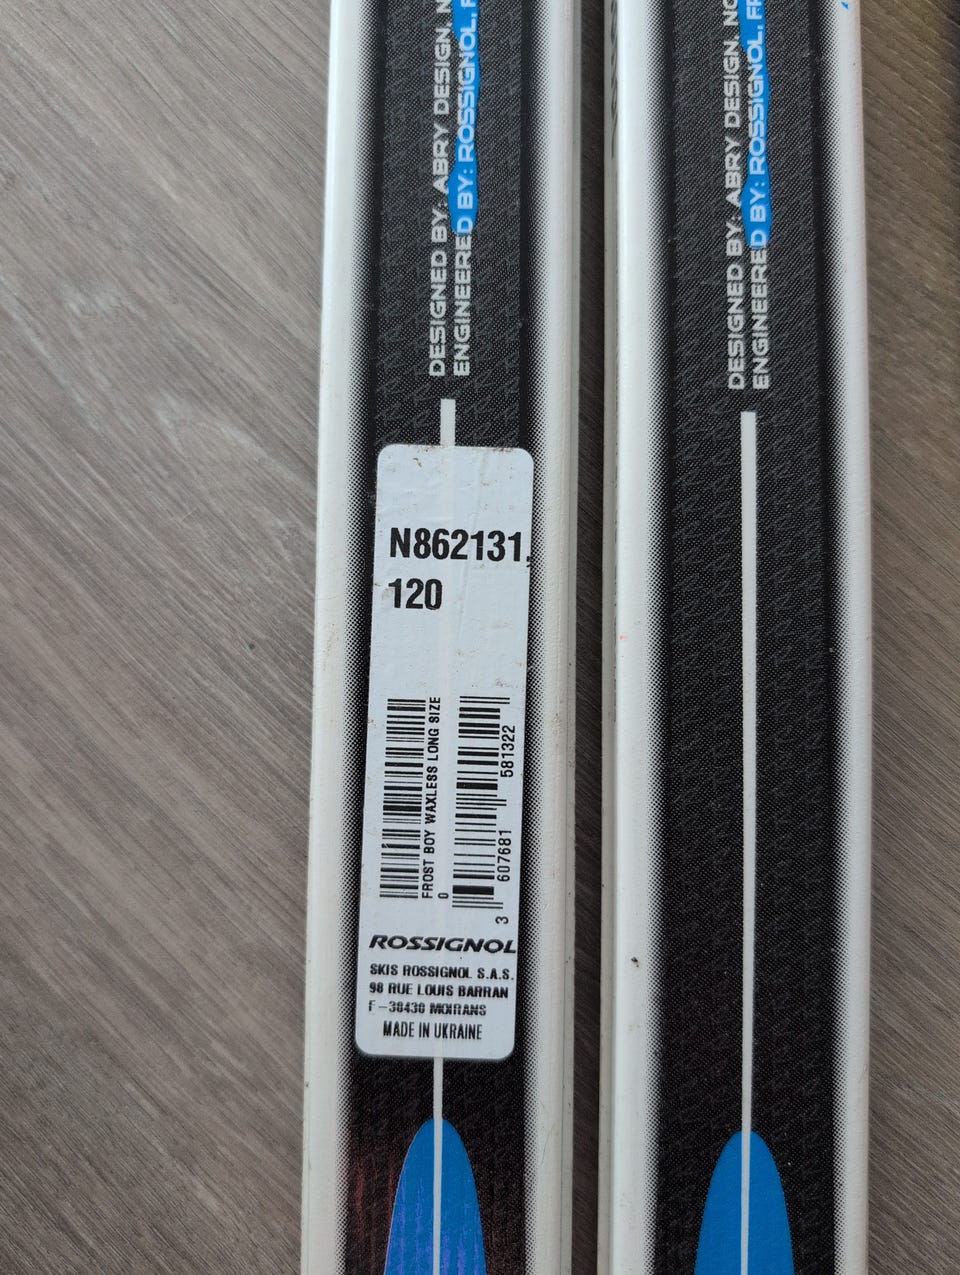 DESIGNED BY: ABRY DESIGN, NO
ENGINEERED BY: ROSSIGNOL, F
DESIGNED BY: ABRY DESIGN, NO
ENGINEERED BY: ROSSIGNOL, FR
N862131.
120
FROST BOY WAXLESS LONG SIZE
0
3 607681 581322
ROSSIGNOL
SKIS ROSSIGNOL S.A.S.
98 RUE LOUIS BARRAN
F-38430 MOIRANS
MADE IN UKRAINE